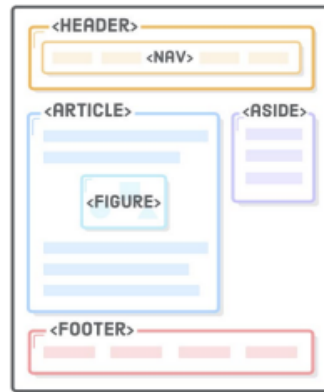 <HEADER>
<NAV>
<ARTICLE>
<ASIDE>
<FIGURE>
<FOOTER>